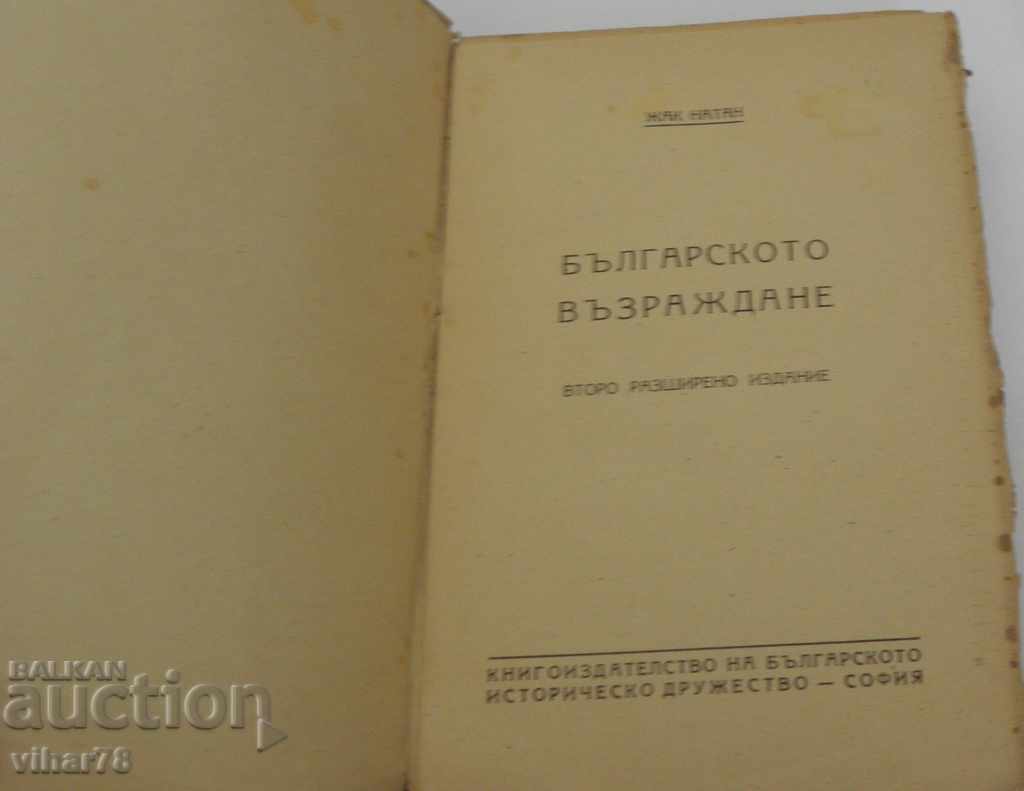 ЖАК НАТАН
БЪЛГАРСКОТО
ВЪЗРАЖДАНЕ
ВТОРО РАЗШИРЕНО ИЗДАНИЕ
КНИГОИЗДАТЕЛСТВО НА БЪЛГАРСКОТО
ИСТОРИЧЕСКО ДРУЖЕСТВО — СОФИЯ
BALKAN
auction
vihar78